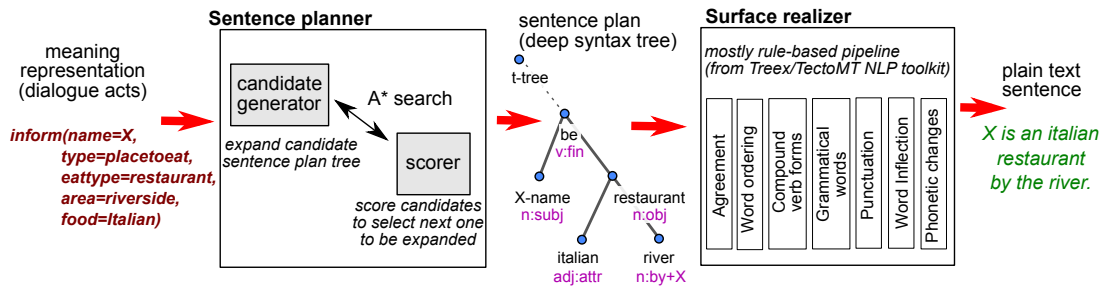 meaning
representation
(dialogue acts)
inform(name=X,
type=placetoeat,
eattype=restaurant,
area=riverside,
food=Italian)
Sentence planner
candidate
generator
A* search
expand candidate
sentence plan tree
scorer
score candidates
to select next one
to be expanded
sentence plan
(deep syntax tree)
t-tree
be
v:fin
X-name
n:subj
restaurant
n:obj
italian
adj:attr
river
n:by+X
Surface realizer
mostly rule-based pipeline
(from Treex/TectoMT NLP toolkit)
Agreement
Word ordering
Compound
verb forms
Grammatical
words
Punctuation
Word Inflection
Phonetic changes
plain text
sentence
X is an italian
restaurant
by the river.